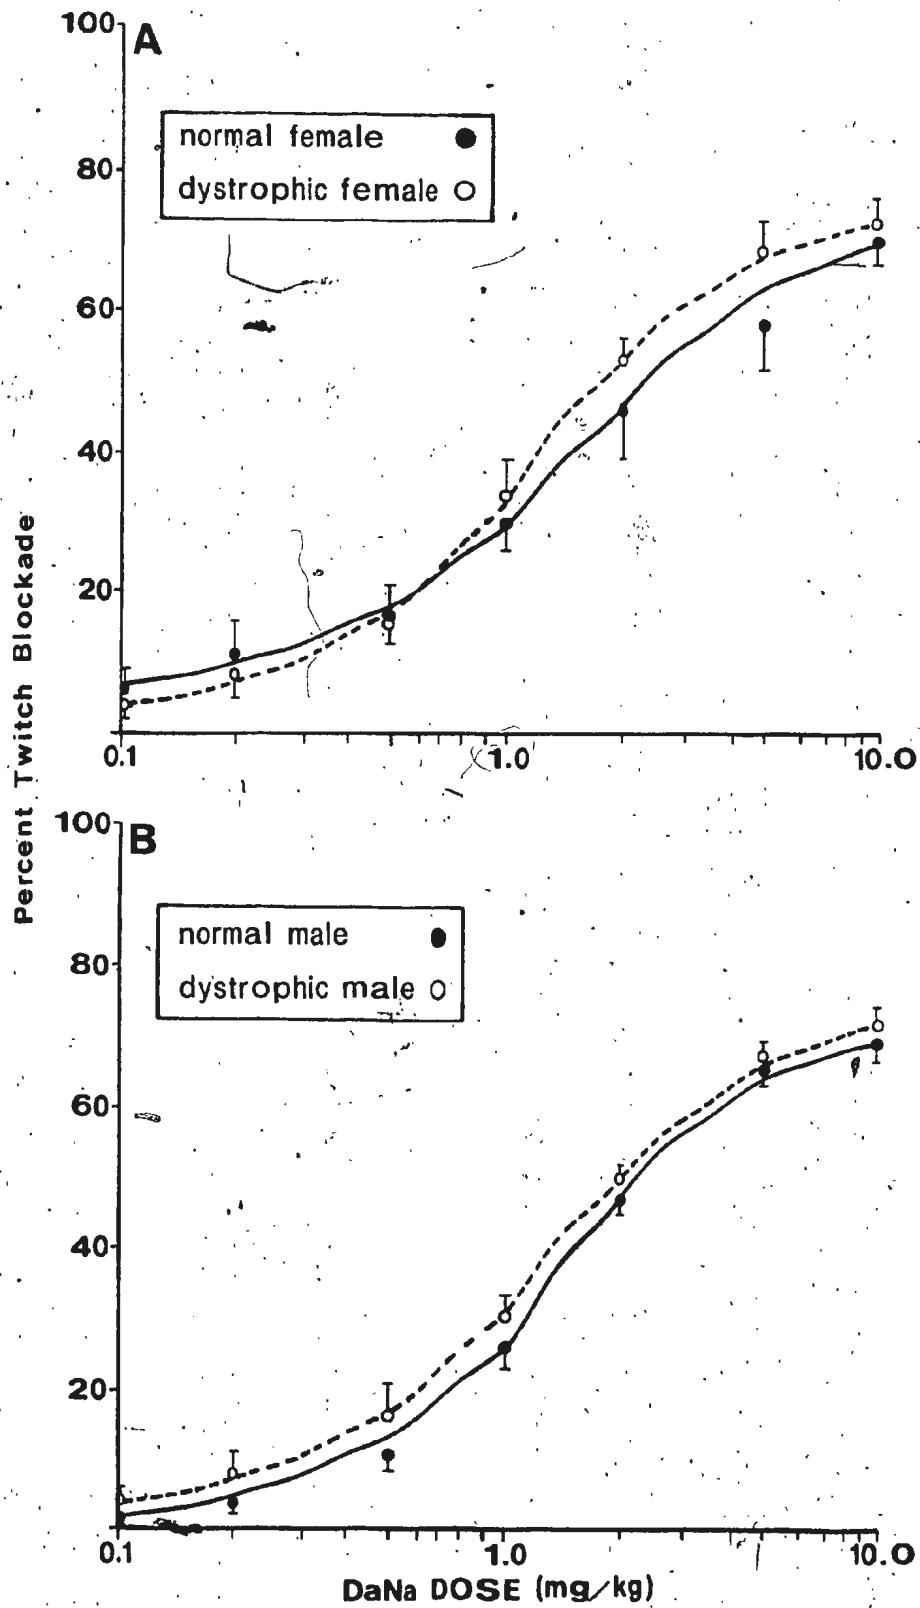 Percent Twitch Blockade
A
100
80
60
40
20
normal female
dystrophic female
0.1 1.0 10.0
B
100
80
60
40
20
normal male
dystrophic male
0.1 1.0 10.0
DaNa DOSE (mg/kg)